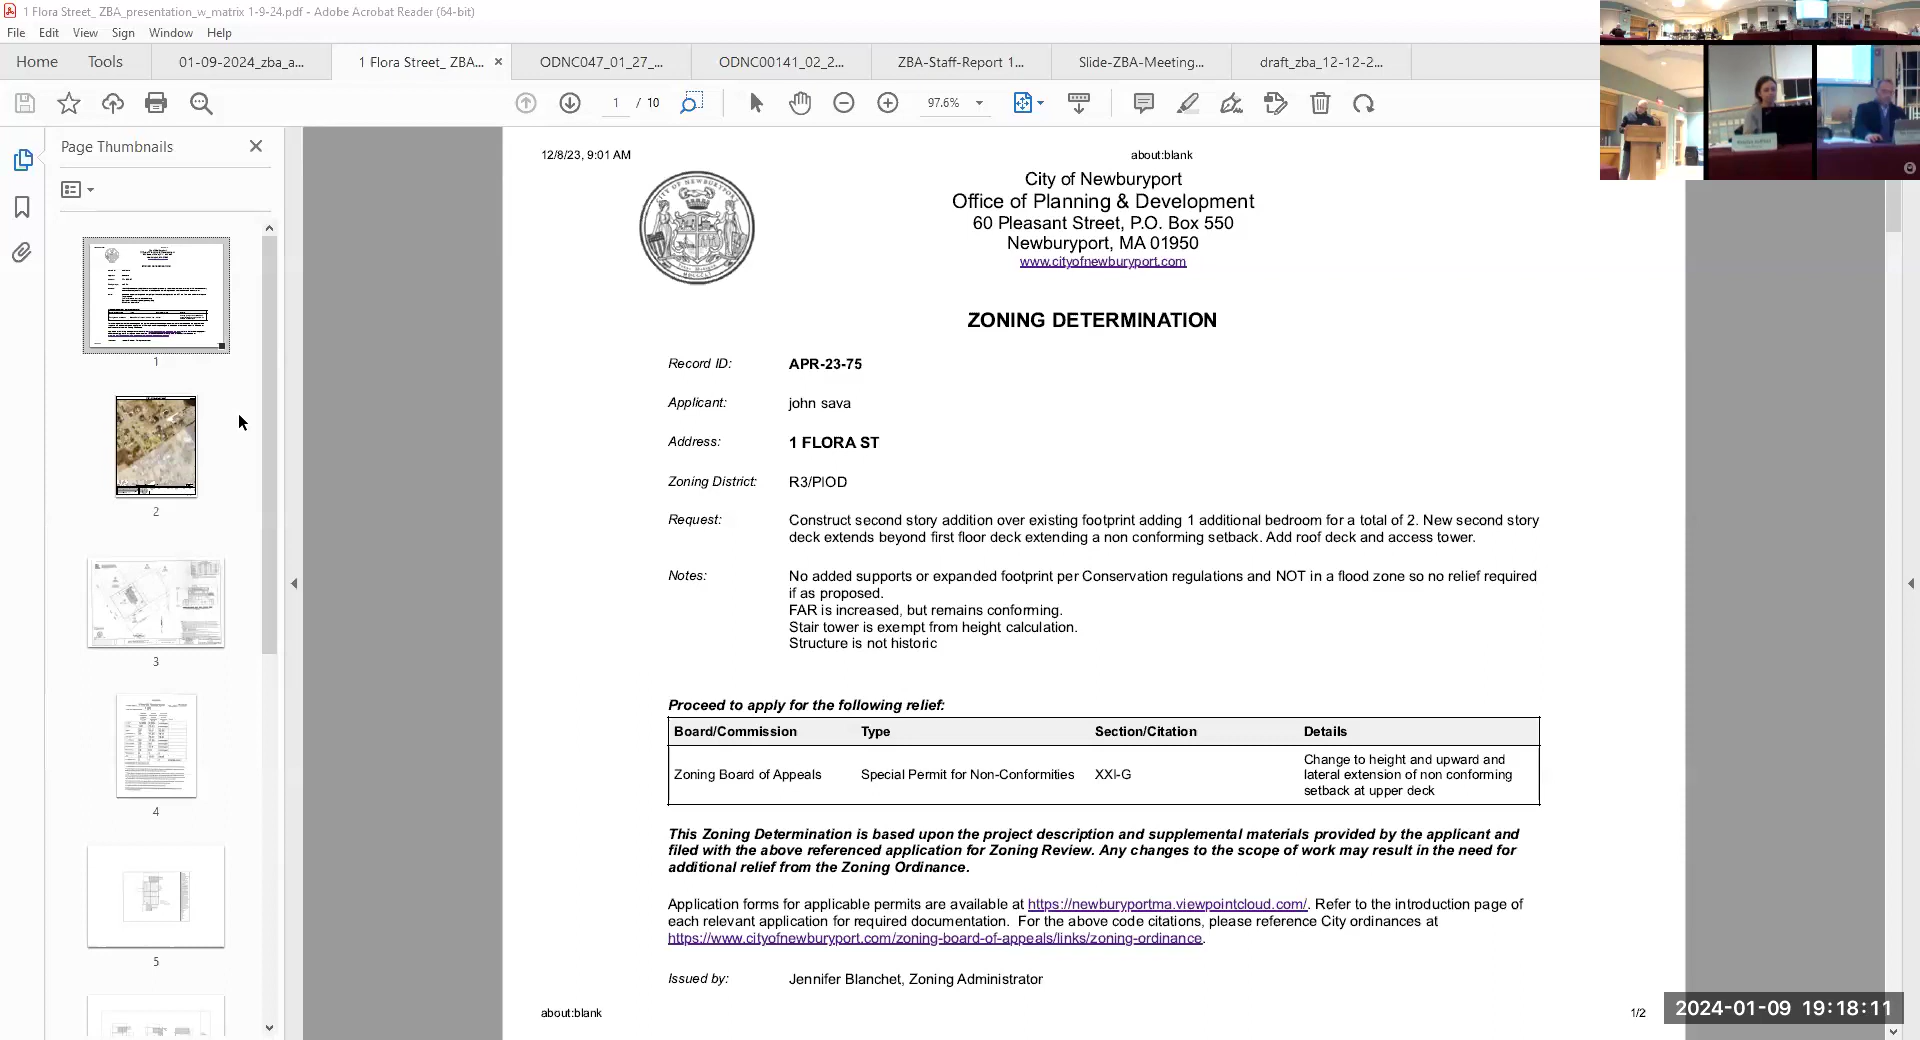 1 Flora Street_ ZBA_presentation_w_matrix 1-9-24.pdf - Adobe Acrobat Reader (64-bit)
File Edit View Sign Window Help
Home Tools 01-09-2024_zba_a... 1 Flora Street_ ZBA... ODNC047_01_27_... ODNC00141_02_2... ZBA-Staff-Report 1... Slide-ZBA-Meeting... draft_zba_12-12-2...
1 / 10 97.6%
Page Thumbnails
1
2
3
4
5
12/8/23, 9:01 AM about:blank
City of Newburyport
Office of Planning & Development
60 Pleasant Street, P.O. Box 550
Newburyport, MA 01950
www.cityofnewburyport.com
ZONING DETERMINATION
Record ID: APR-23-75
Applicant: john sava
Address: 1 FLORA ST
Zoning District: R3/PIOD
Request: Construct second story addition over existing footprint adding 1 additional bedroom for a total of 2. New second story
deck extends beyond first floor deck extending a non conforming setback. Add roof deck and access tower.
Notes: No added supports or expanded footprint per Conservation regulations and NOT in a flood zone so no relief required
if as proposed.
FAR is increased, but remains conforming.
Stair tower is exempt from height calculation.
Structure is not historic
Proceed to apply for the following relief:
Board/Commission Type Section/Citation Details
Zoning Board of Appeals Special Permit for Non-Conformities XXI-G Change to height and upward and
lateral extension of non conforming
setback at upper deck
This Zoning Determination is based upon the project description and supplemental materials provided by the applicant and
filed with the above referenced application for Zoning Review. Any changes to the scope of work may result in the need for
additional relief from the Zoning Ordinance.
Application forms for applicable permits are available at https://newburyportma.viewpointcloud.com/. Refer to the introduction page of
each relevant application for required documentation.  For the above code citations, please reference City ordinances at
https://www.cityofnewburyport.com/zoning-board-of-appeals/links/zoning-ordinance.
Issued by: Jennifer Blanchet, Zoning Administrator
about:blank 1/2
2024-01-09 19:18:11